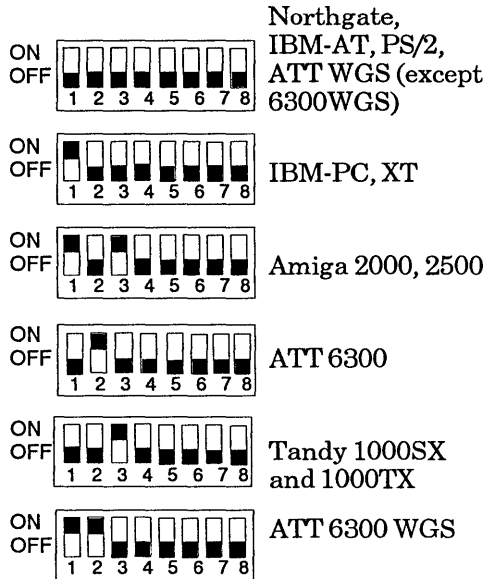 Northgate,
IBM-AT, PS/2,
ATT WGS (except
6300WGS)
ON
OFF
1 2 3 4 5 6 7 8
ON
OFF
1 2 3 4 5 6 7 8
IBM-PC, XT
ON
OFF
1 2 3 4 5 6 7 8
Amiga 2000, 2500
ON
OFF
1 2 3 4 5 6 7 8
ATT 6300
ON
OFF
1 2 3 4 5 6 7 8
Tandy 1000SX
and 1000TX
ON
OFF
1 2 3 4 5 6 7 8
ATT 6300 WGS